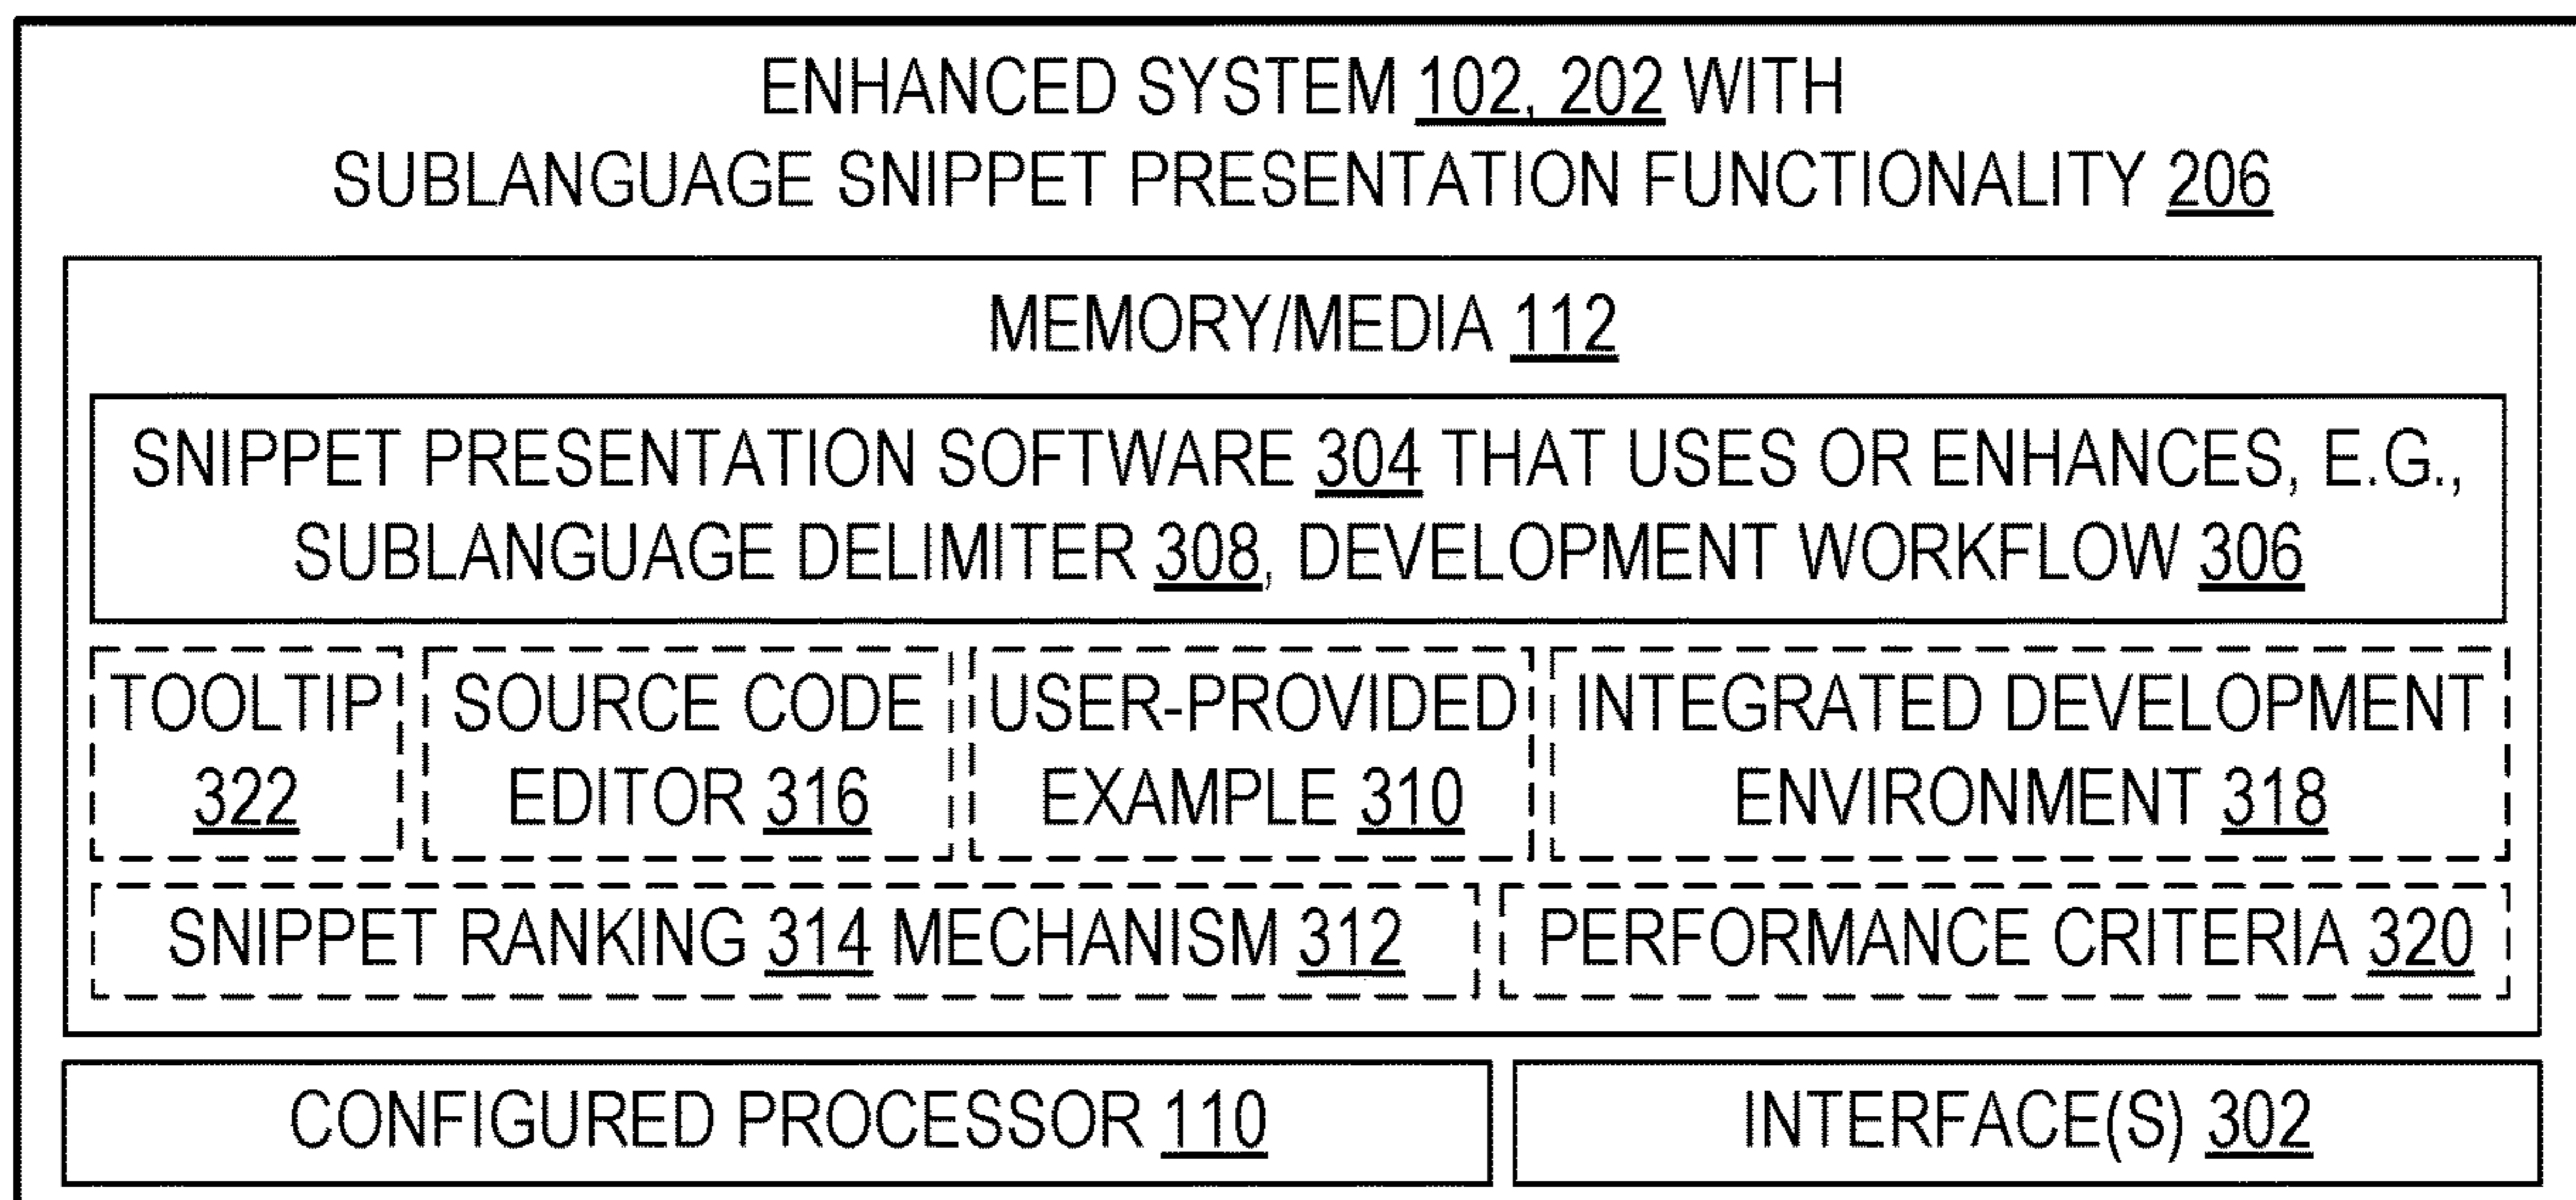 ENHANCED SYSTEM 102, 202 WITH
SUBLANGUAGE SNIPPET PRESENTATION FUNCTIONALITY 206
MEMORY/MEDIA 112
SNIPPET PRESENTATION SOFTWARE 304 THAT USES OR ENHANCES, E.G.,
SUBLANGUAGE DELIMITER 308, DEVELOPMENT WORKFLOW 306
TOOLTIP
322
SOURCE CODE
EDITOR 316
USER-PROVIDED
EXAMPLE 310
INTEGRATED DEVELOPMENT
ENVIRONMENT 318
SNIPPET RANKING 314 MECHANISM 312
PERFORMANCE CRITERIA 320
CONFIGURED PROCESSOR 110
INTERFACE(S) 302